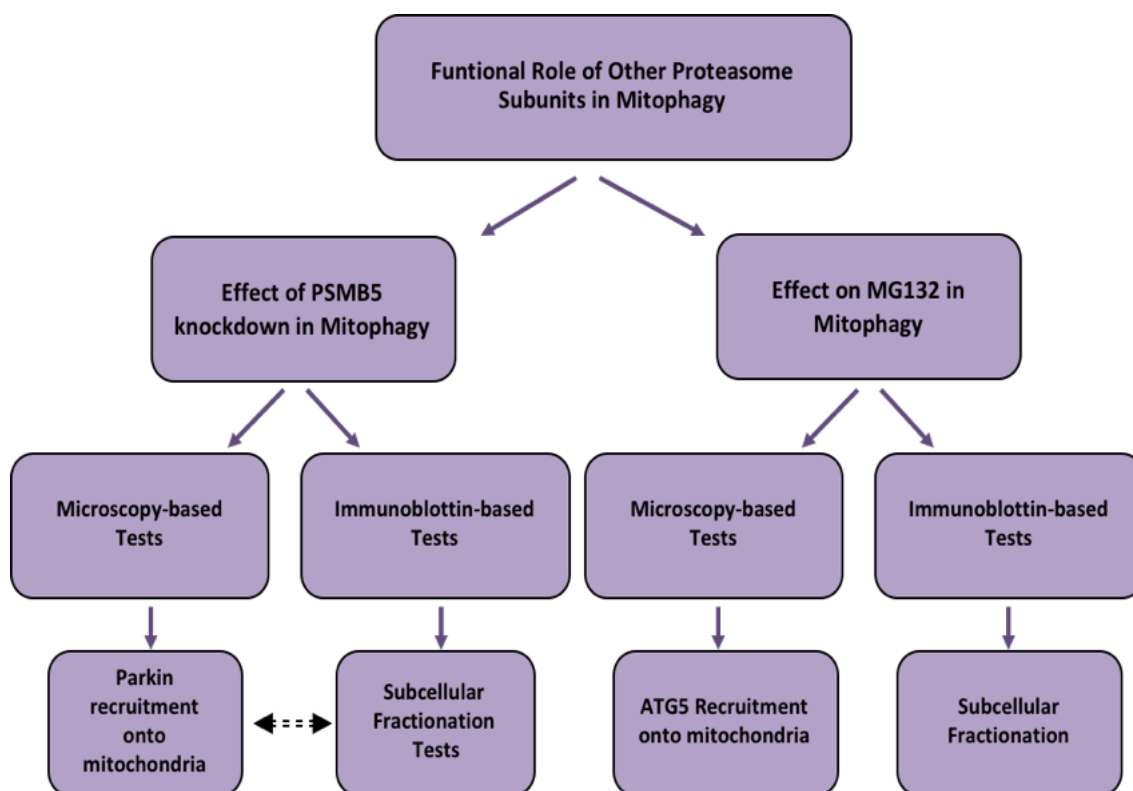 Funtional Role of Other Proteasome
Subunits in Mitophagy
Effect of PSMB5
knockdown in Mitophagy
Effect on MG132 in
Mitophagy
Microscopy-based
Tests
Immunoblottin-based
Tests
Microscopy-based
Tests
Immunoblottin-based
Tests
Parkin
recruitment
onto
mitochondria
Subcellular
Fractionation
Tests
ATG5 Recruitment
onto mitochondria
Subcellular
Fractionation